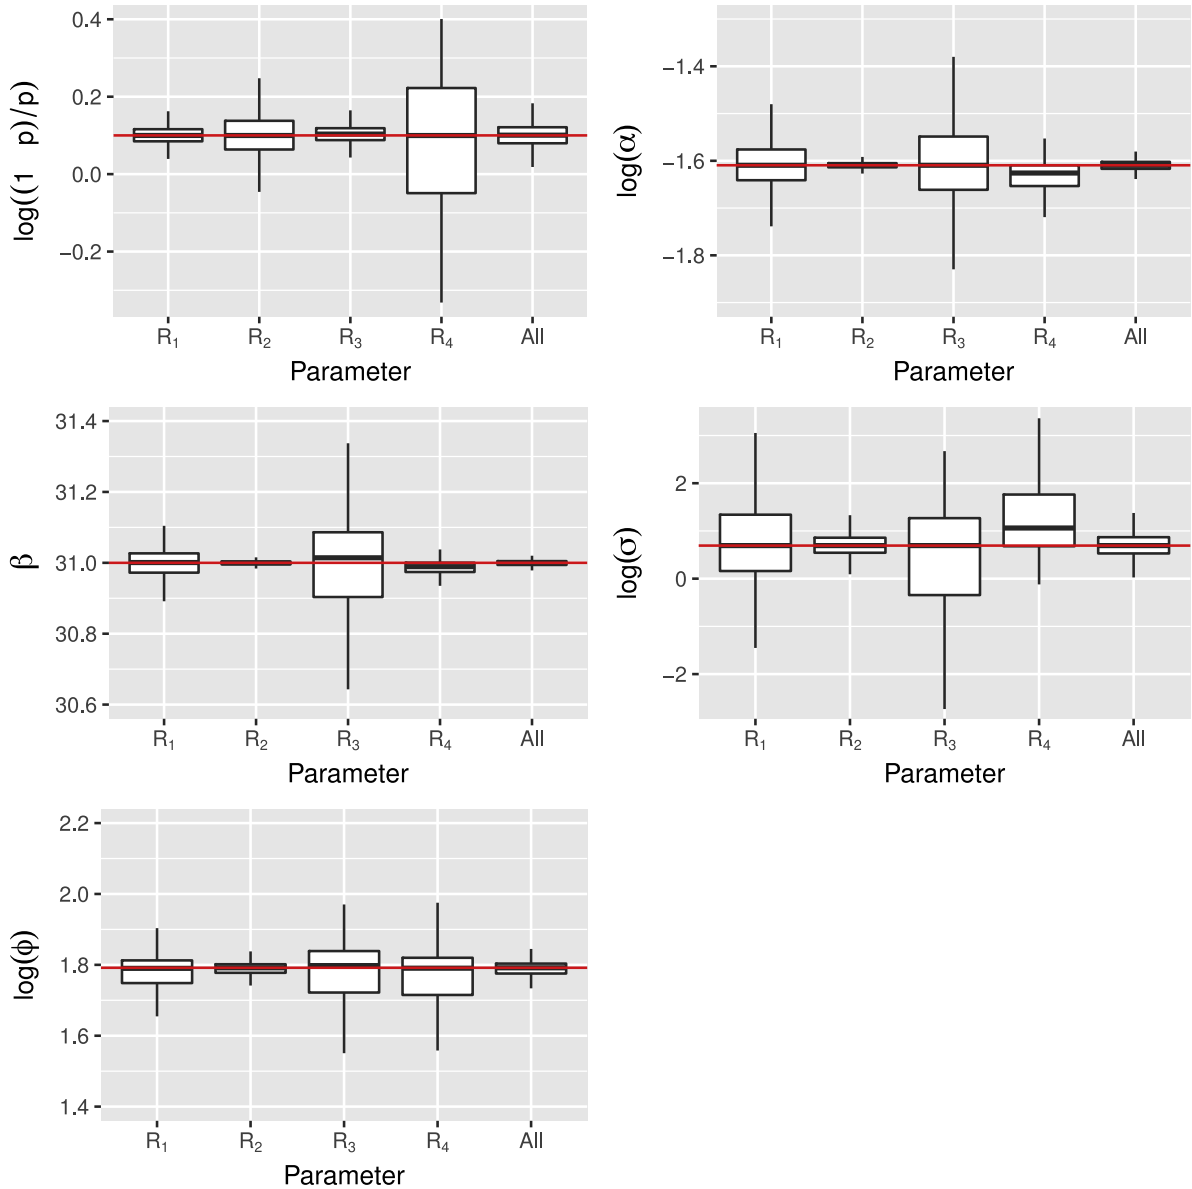 log((1 p)/p)
0.4
0.2
0.0
−0.2
R₁ R₂ R₃ R₄ All
Parameter
log(α)
−1.4
−1.6
−1.8
R₁ R₂ R₃ R₄ All
Parameter
β
31.4
31.2
31.0
30.8
30.6
R₁ R₂ R₃ R₄ All
Parameter
log(σ)
2
0
−2
R₁ R₂ R₃ R₄ All
Parameter
log(ϕ)
2.2
2.0
1.8
1.6
1.4
R₁ R₂ R₃ R₄ All
Parameter